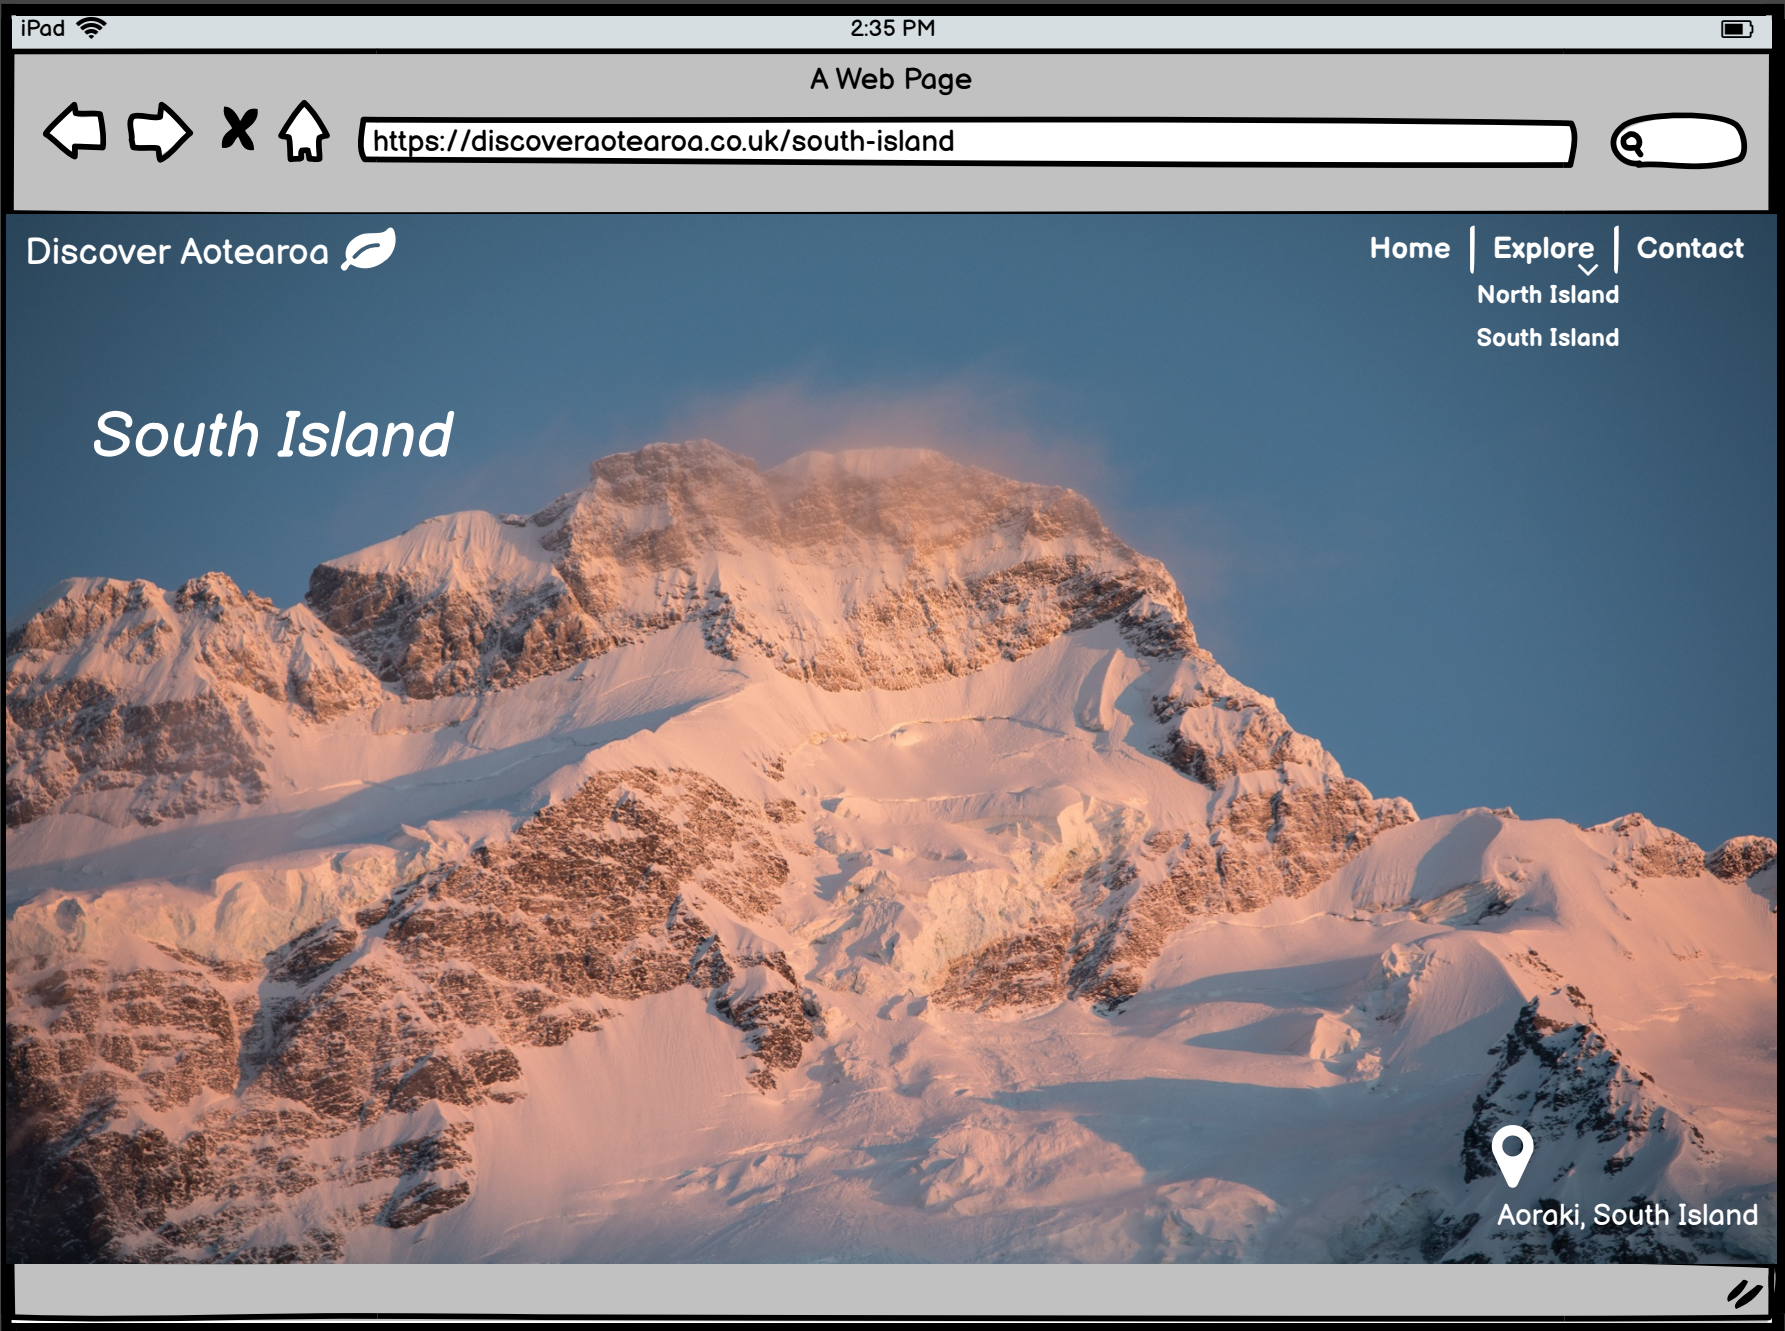 iPad
2:35 PM
A Web Page
https://discoveraotearoa.co.uk/south-island
Discover Aotearoa
Home
Explore
Contact
North Island
South Island
South Island
Aoraki, South Island